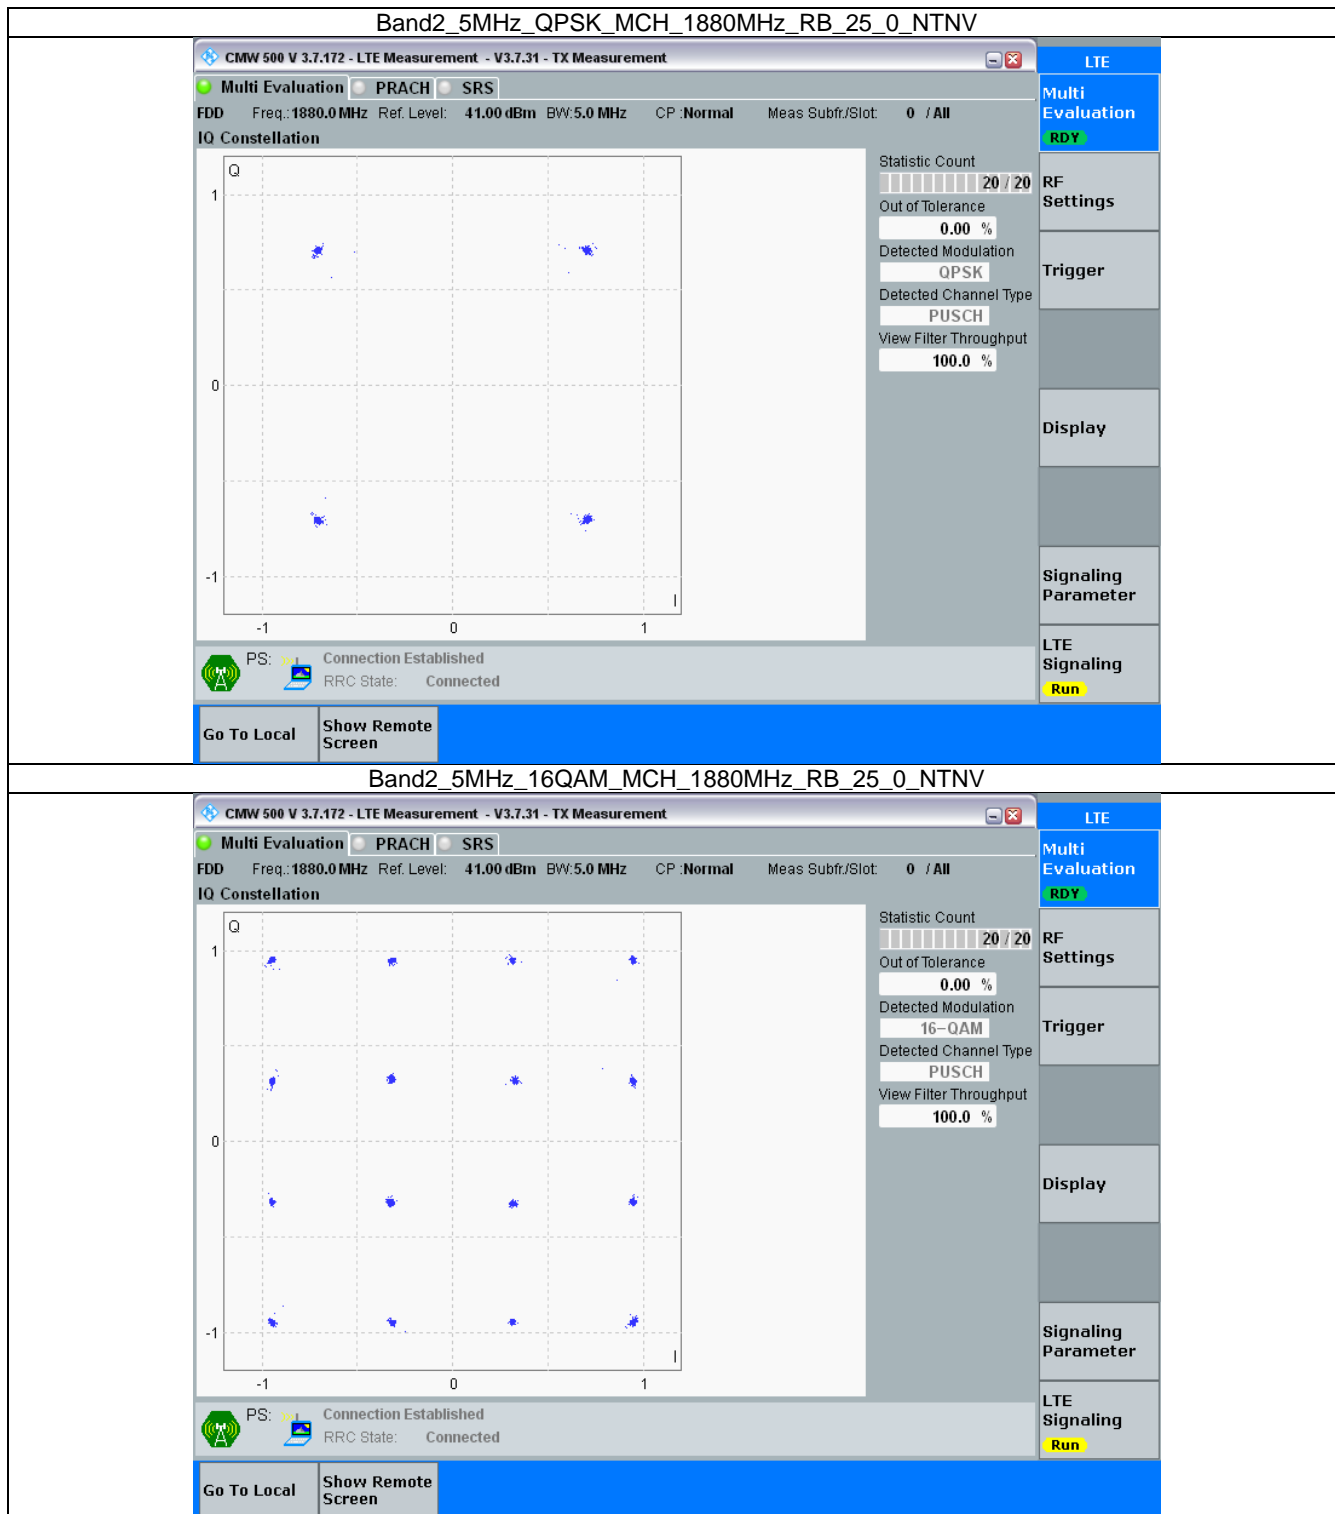 Band2_5MHz_QPSK_MCH_1880MHz_RB_25_0_NTNV
CMW 500 V 3.7.172 - LTE Measurement - V3.7.31 - TX Measurement
LTE
Multi Evaluation PRACH SRS
Multi
Evaluation
RDY
FDD Freq.: 1880.0 MHz Ref. Level: 41.00 dBm BW: 5.0 MHz CP : Normal Meas Subfr./Slot: 0 / All
IQ Constellation
Q
1
0
-1
I
-1 0 1
Statistic Count
20 / 20
Out of Tolerance
0.00 %
Detected Modulation
QPSK
Detected Channel Type
PUSCH
View Filter Throughput
100.0 %
RF
Settings
Trigger
Display
Signaling
Parameter
LTE
Signaling
Run
PS: Connection Established
RRC State: Connected
Go To Local
Show Remote
Screen
Band2_5MHz_16QAM_MCH_1880MHz_RB_25_0_NTNV
CMW 500 V 3.7.172 - LTE Measurement - V3.7.31 - TX Measurement
LTE
Multi Evaluation PRACH SRS
Multi
Evaluation
RDY
FDD Freq.: 1880.0 MHz Ref. Level: 41.00 dBm BW: 5.0 MHz CP : Normal Meas Subfr./Slot: 0 / All
IQ Constellation
Q
1
0
-1
I
-1 0 1
Statistic Count
20 / 20
Out of Tolerance
0.00 %
Detected Modulation
16-QAM
Detected Channel Type
PUSCH
View Filter Throughput
100.0 %
RF
Settings
Trigger
Display
Signaling
Parameter
LTE
Signaling
Run
PS: Connection Established
RRC State: Connected
Go To Local
Show Remote
Screen